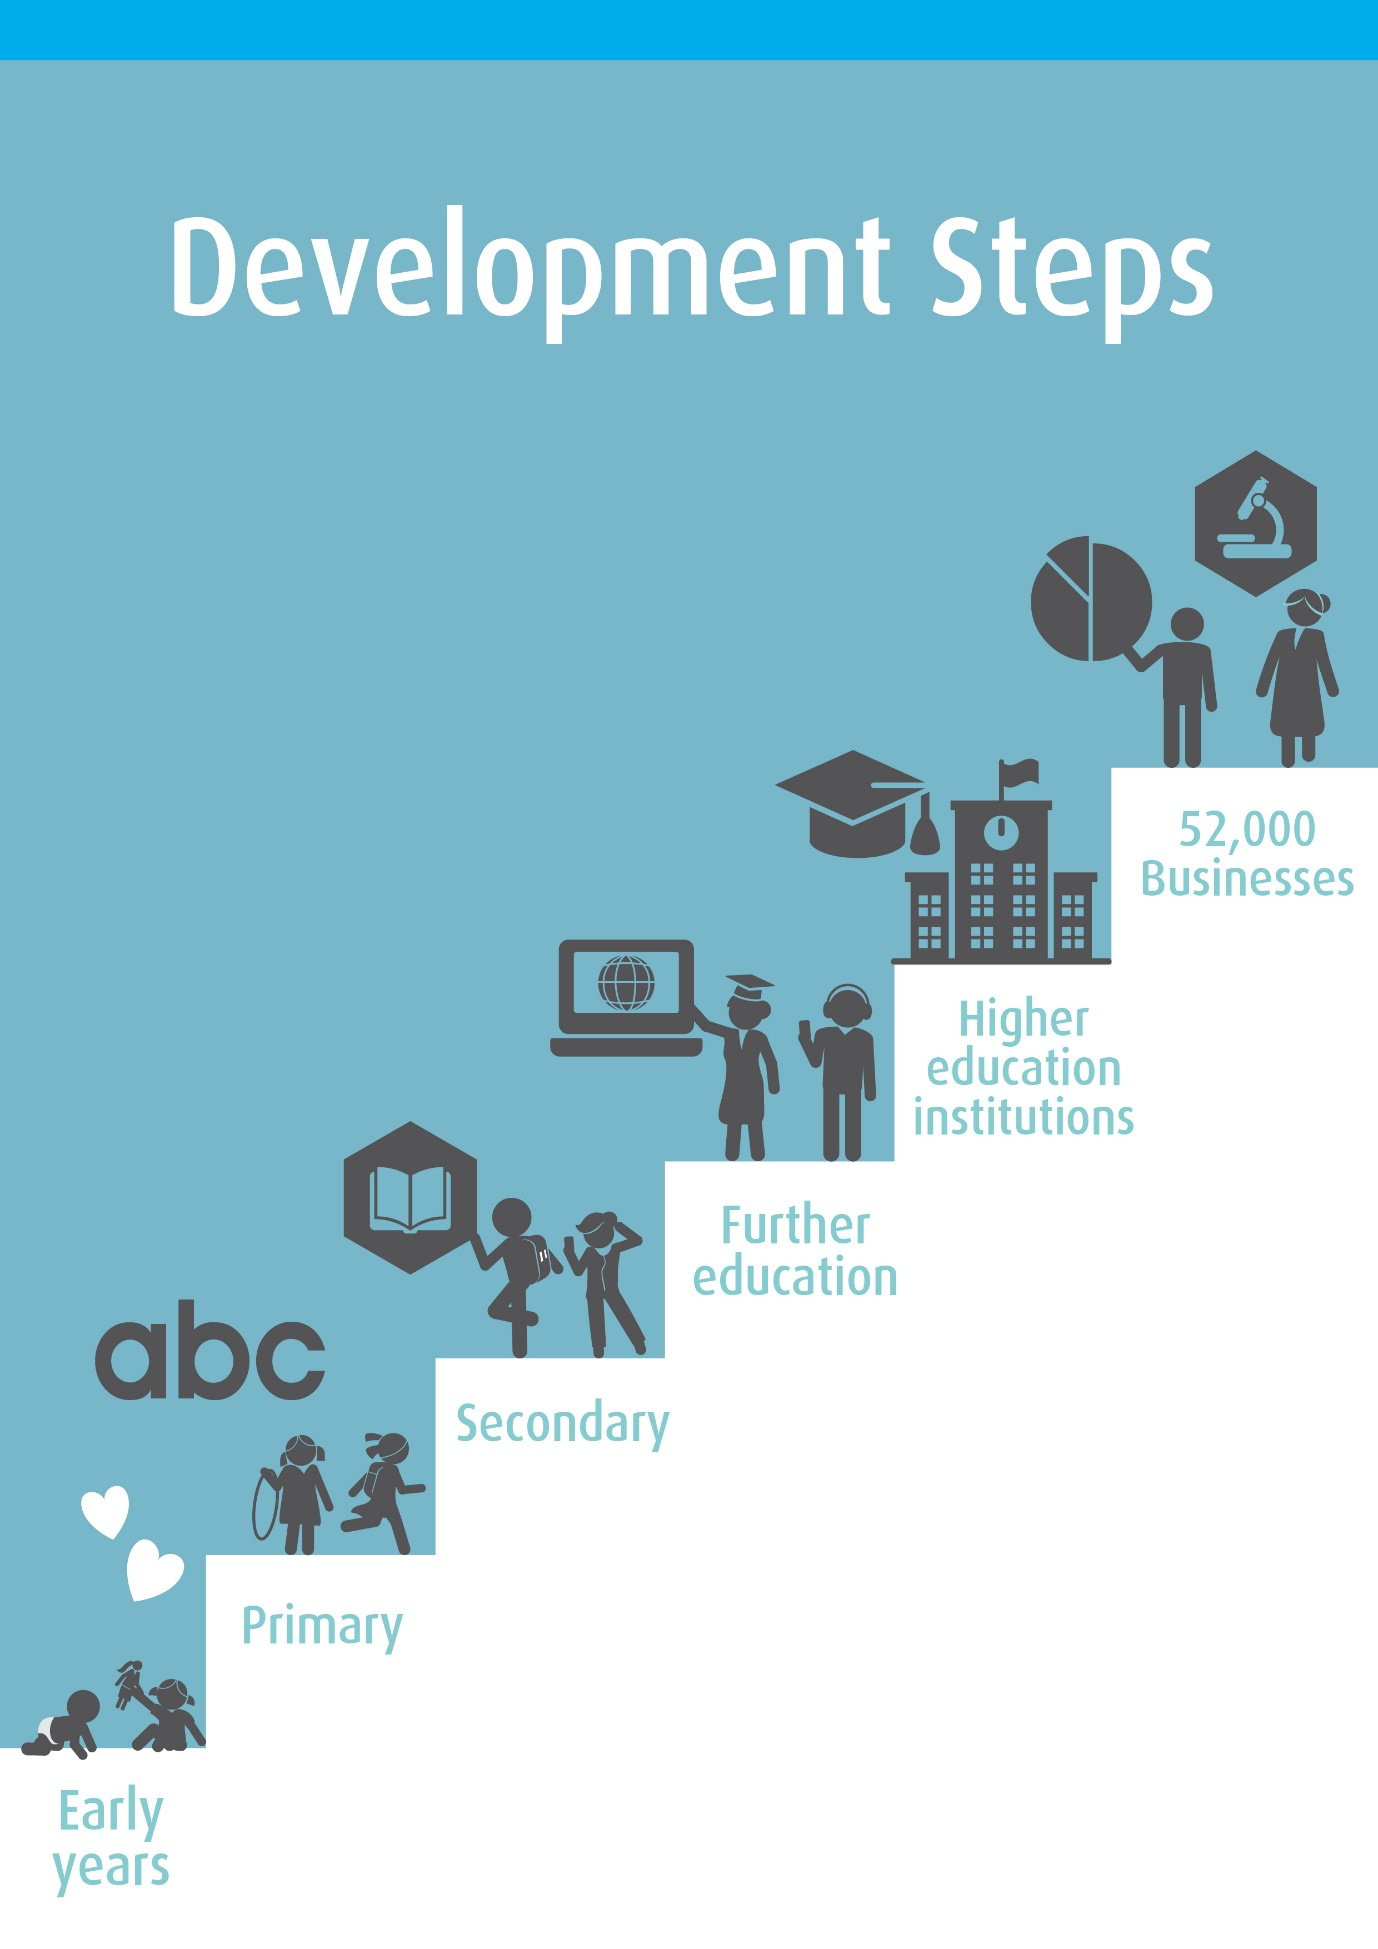 Development Steps
52,000
Businesses
Higher
education
institutions
Further
education
abc
Secondary
Primary
Early
years